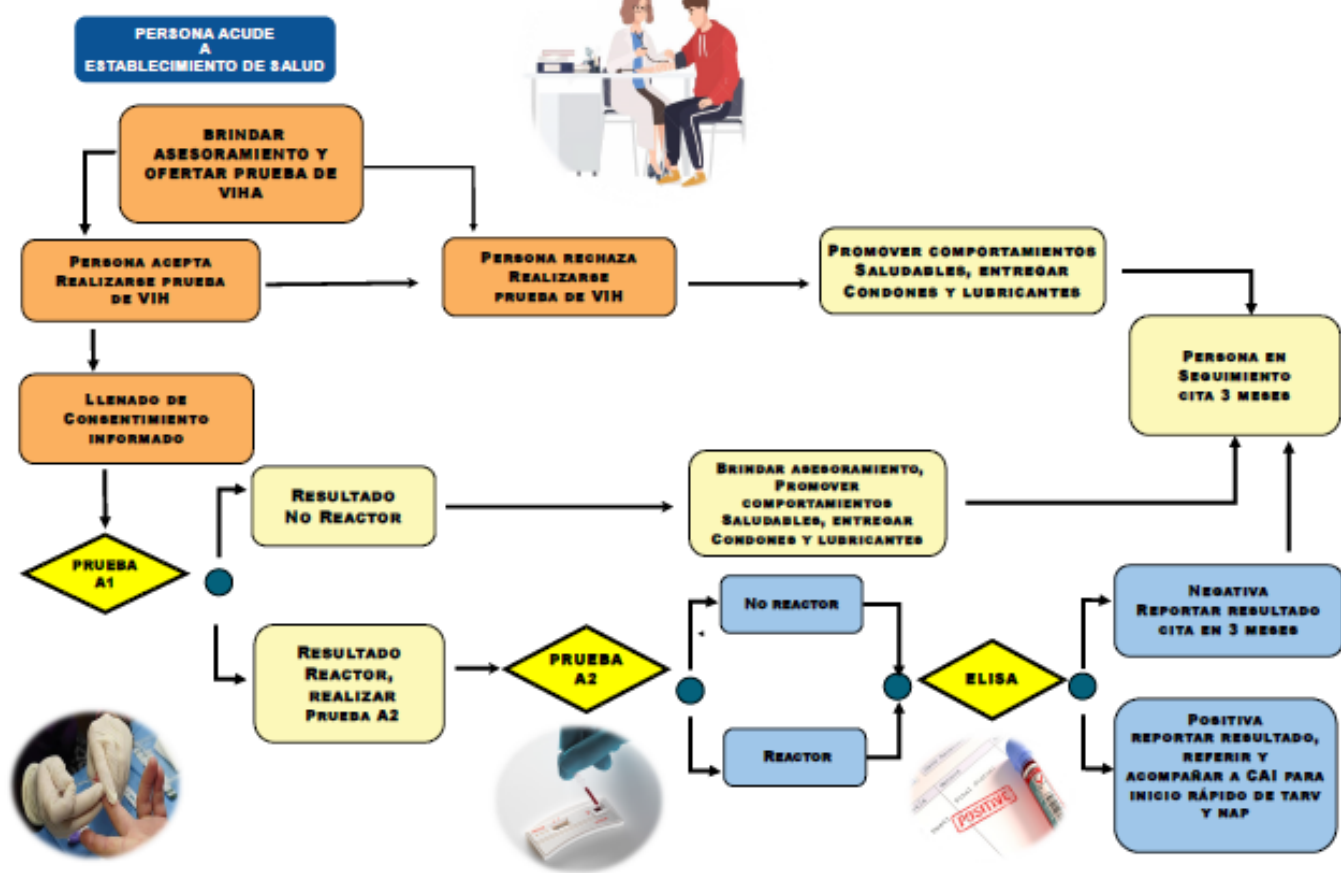 PERSONA ACUDE
A
ESTABLECIMIENTO DE SALUD
BRINDAR
ASESORAMIENTO Y
OFERTAR PRUEBA DE
VIHA
PERSONA ACEPTA
REALIZARSE PRUEBA
DE VIH
PERSONA RECHAZA
REALIZARSE
PRUEBA DE VIH
PROMOVER COMPORTAMIENTOS
SALUDABLES, ENTREGAR
CONDONES Y LUBRICANTES
PERSONA EN
SEGUIMIENTO
CITA 3 MESES
LLENADO DE
CONSENTIMIENTO
INFORMADO
RESULTADO
NO REACTOR
BRINDAR ASESORAMIENTO,
PROMOVER
COMPORTAMIENTOS
SALUDABLES, ENTREGAR
CONDONES Y LUBRICANTES
PRUEBA
A1
RESULTADO
REACTOR,
REALIZAR
PRUEBA A2
PRUEBA
A2
NO REACTOR
REACTOR
ELISA
NEGATIVA
REPORTAR RESULTADO
CITA EN 3 MESES
POSITIVA
REPORTAR RESULTADO,
REFERIR Y
ACOMPAÑAR A CAI PARA
INICIO RÁPIDO DE TARV
Y NAP
POSITIVE